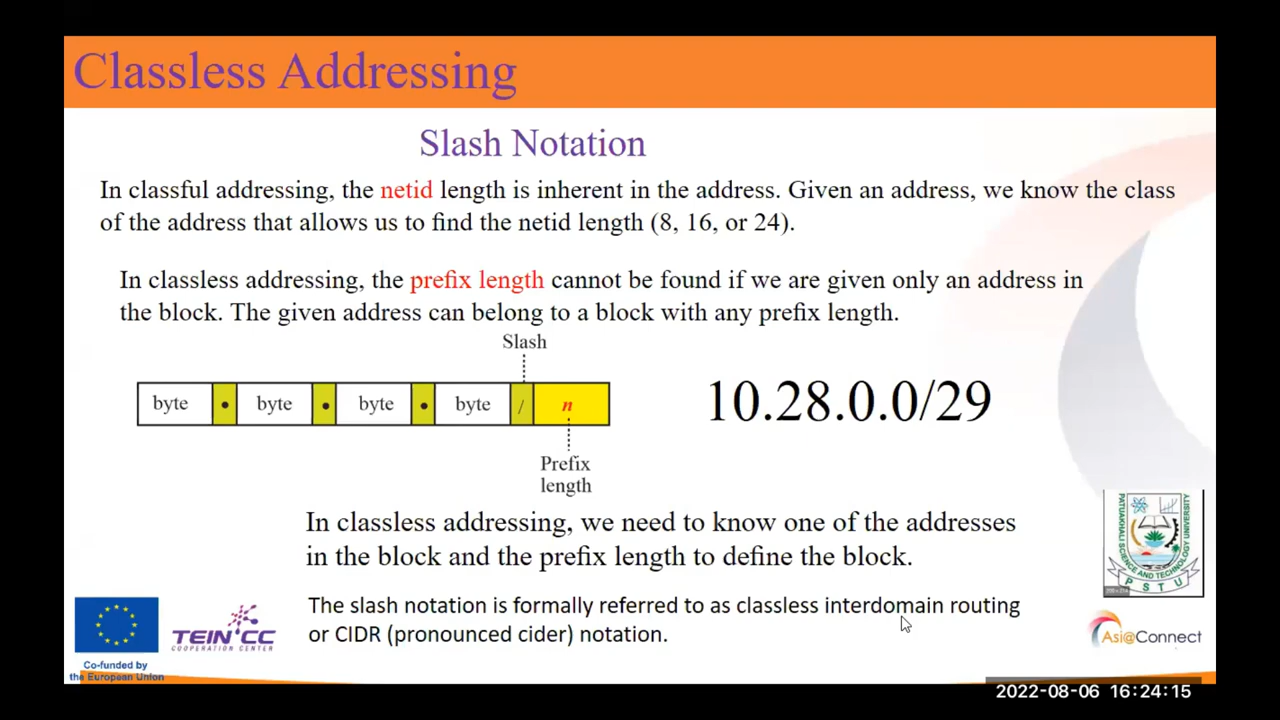 Classless Addressing
Slash Notation
In classful addressing, the netid length is inherent in the address. Given an address, we know the class
of the address that allows us to find the netid length (8, 16, or 24).
In classless addressing, the prefix length cannot be found if we are given only an address in
the block. The given address can belong to a block with any prefix length.
Slash
byte • byte • byte • byte / n
10.28.0.0/29
Prefix
length
In classless addressing, we need to know one of the addresses
in the block and the prefix length to define the block.
PATUAKHALI SCIENCE AND TECHNOLOGY UNIVERSITY
PSTU
The slash notation is formally referred to as classless interdomain routing
or CIDR (pronounced cider) notation.
TEIN*CC
COOPERATION CENTER
Asi@Connect
Co-funded by
the European Union
2022-08-06 16:24:15